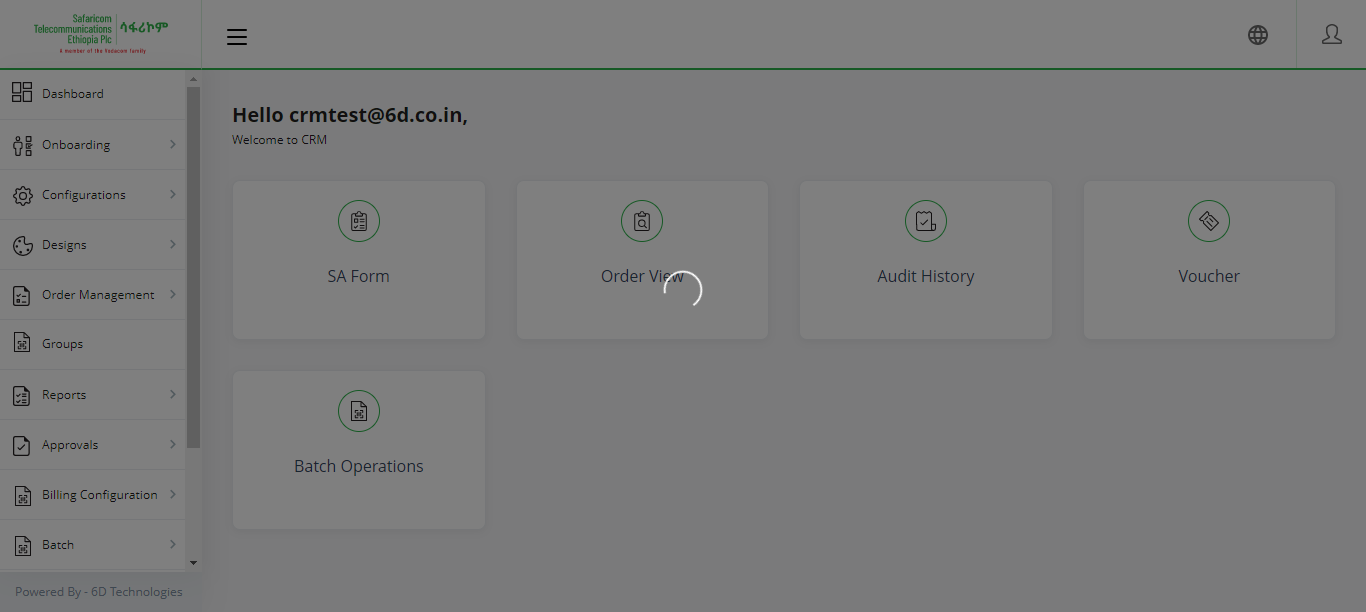 Safaricom
Telecommunications
Ethiopia Plc
ሳፋሪኮም
A member of the Vodacom family
Dashboard
Onboarding
Configurations
Designs
Order Management
Groups
Reports
Approvals
Billing Configuration
Batch
Powered By - 6D Technologies
Hello crmtest@6d.co.in,
Welcome to CRM
SA Form
Order View
Audit History
Voucher
Batch Operations